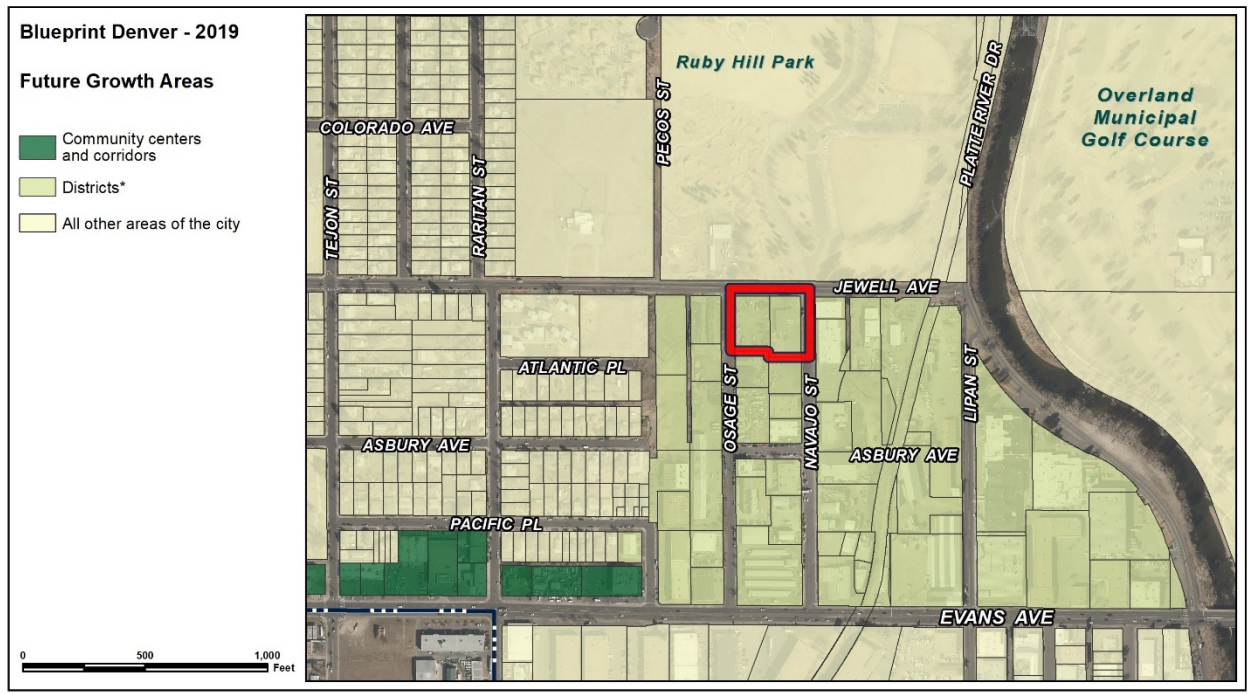 Blueprint Denver - 2019
Future Growth Areas
Community centers
and corridors
Districts*
All other areas of the city
0 500 1,000
Feet
Ruby Hill Park
Overland
Municipal
Golf Course
COLORADO AVE
TEJON ST
RARITAN ST
PECOS ST
PLATTE RIVER DR
JEWELL AVE
ATLANTIC PL
OSAGE ST
NAVAJO ST
LIPAN ST
ASBURY AVE
ASBURY AVE
PACIFIC PL
EVANS AVE